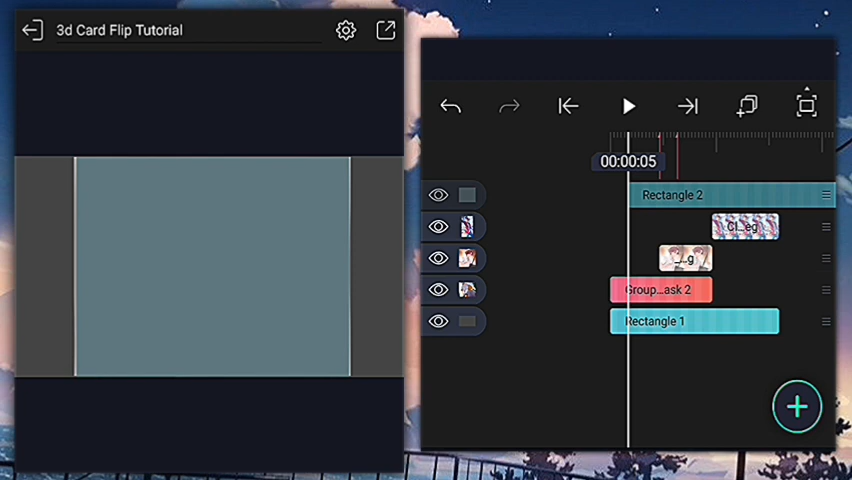 3d Card Flip Tutorial
00:00:05
Rectangle 2
Cl...eg
_...g
Group...ask 2
Rectangle 1